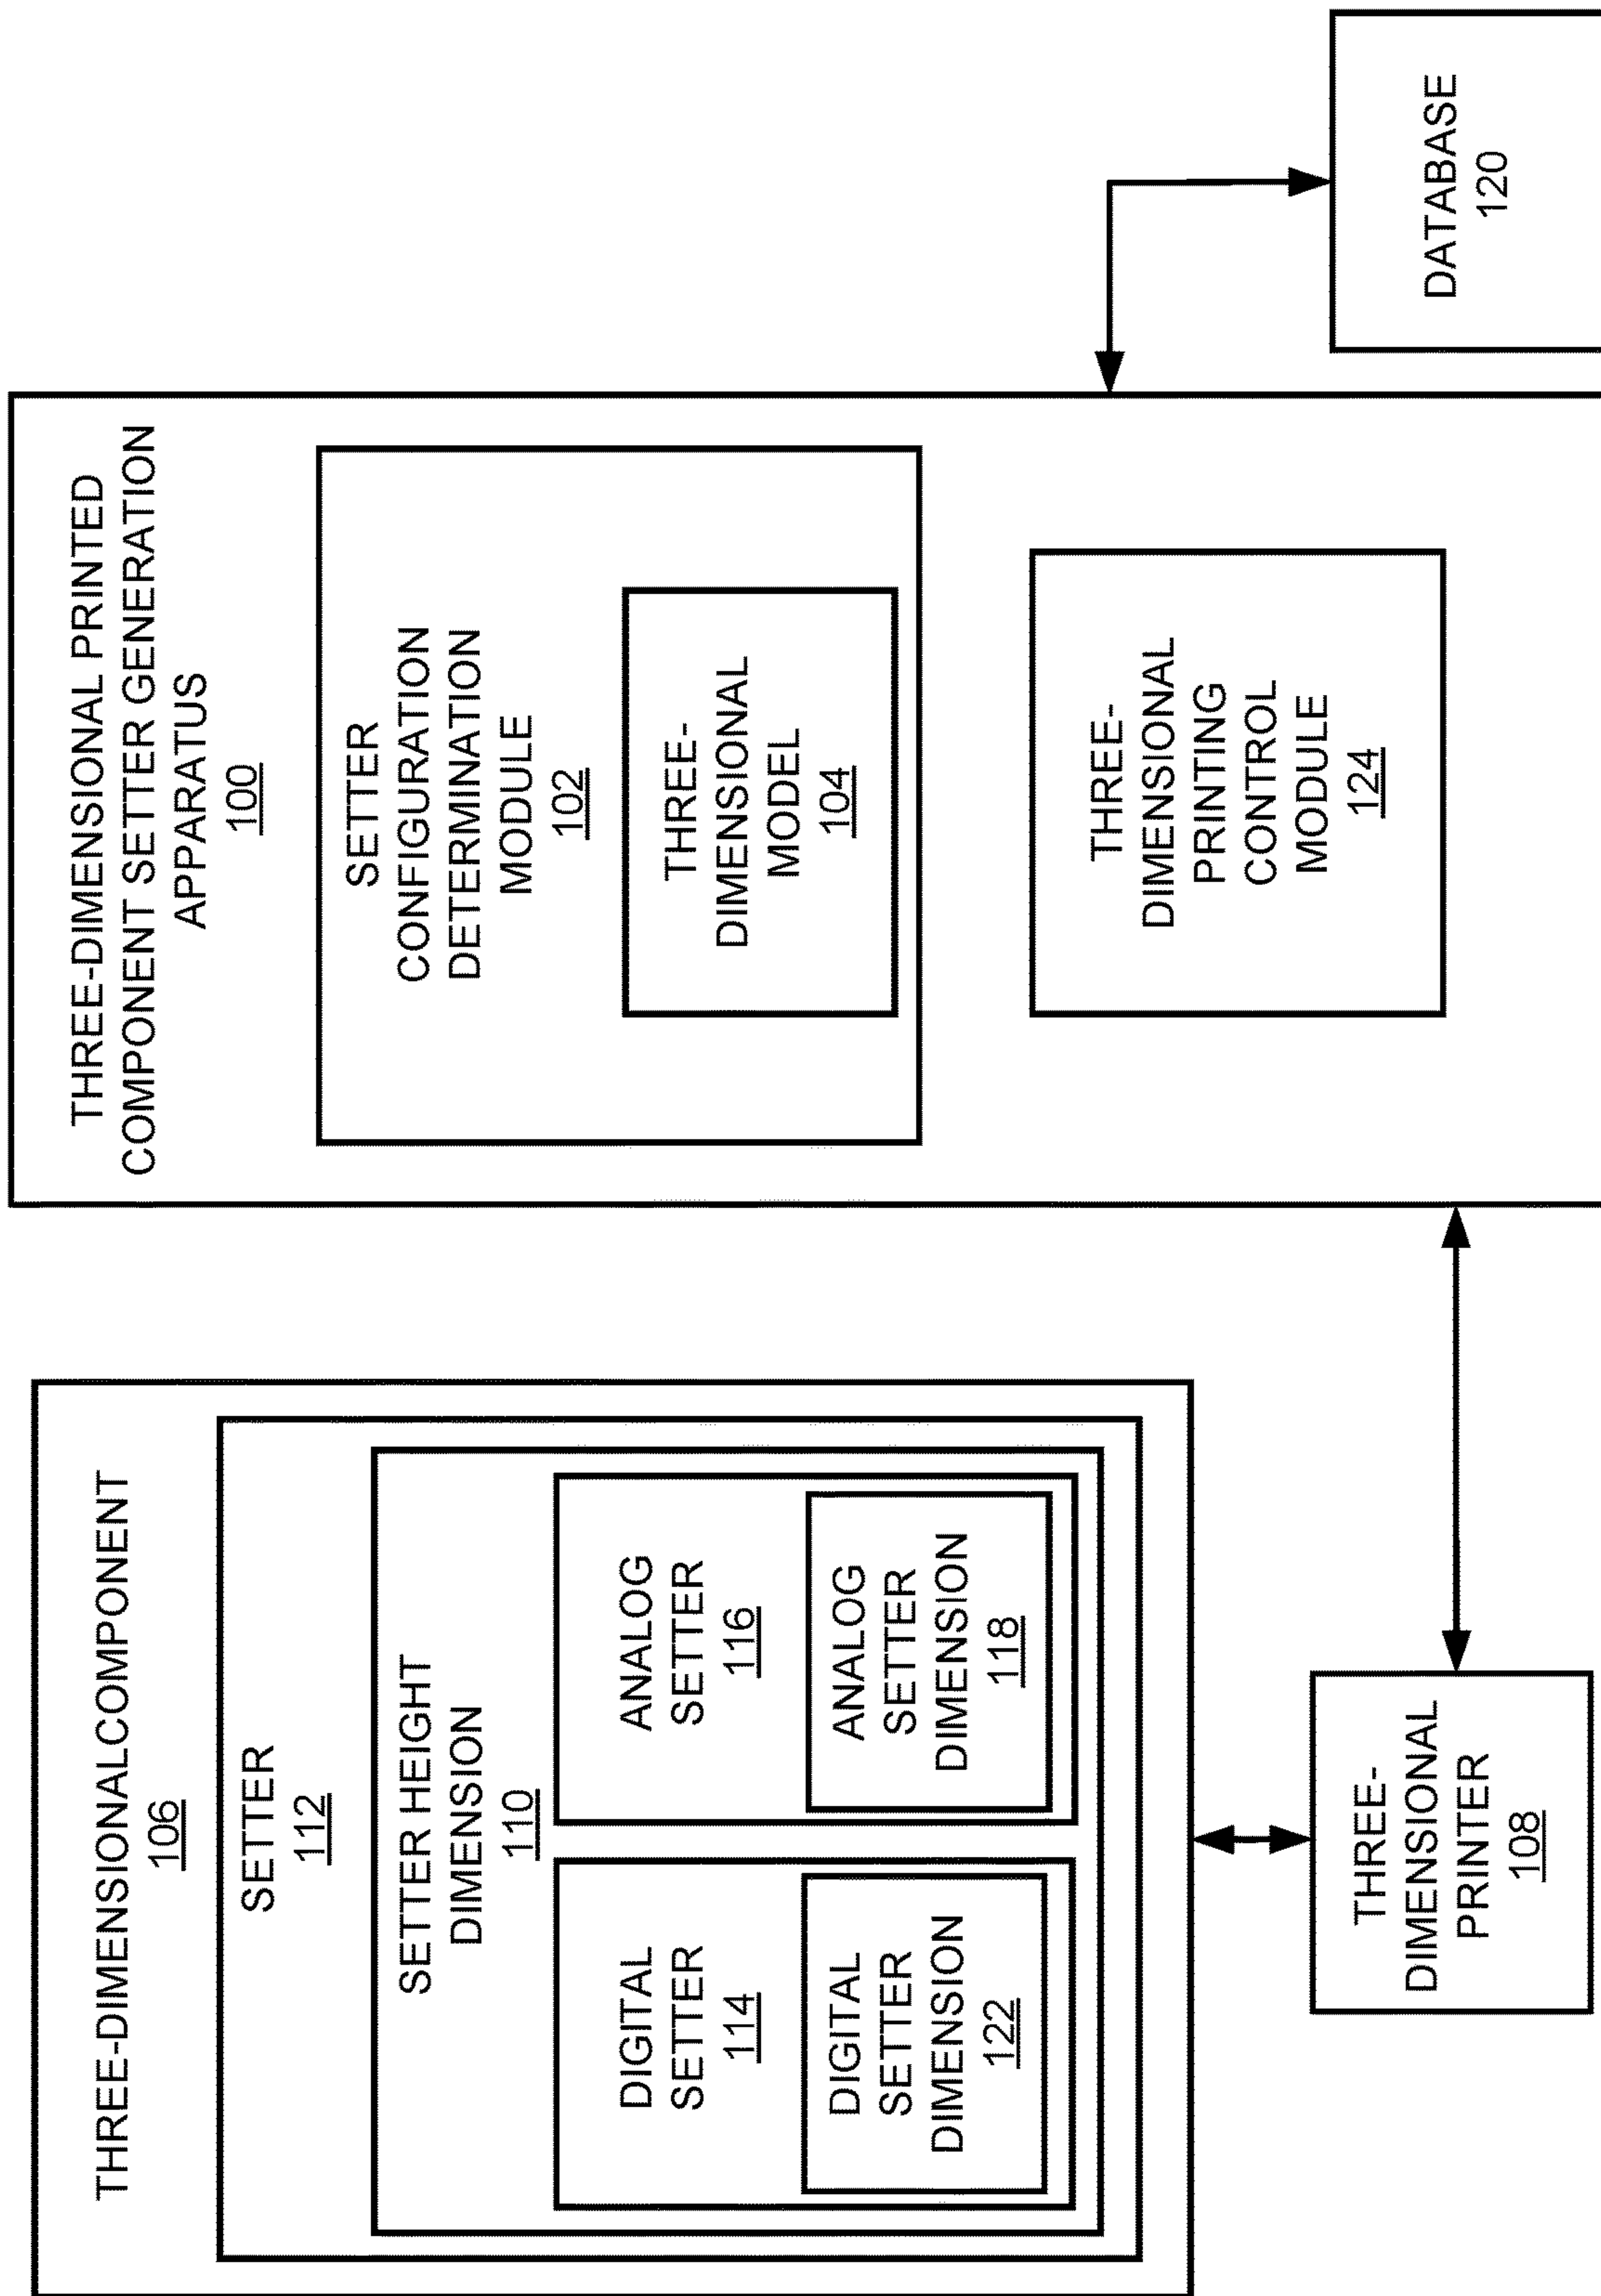 THREE-DIMENSIONALCOMPONENT
106
SETTER
112
SETTER HEIGHT
DIMENSION
110
DIGITAL
SETTER
114
DIGITAL
SETTER
DIMENSION
122
ANALOG
SETTER
116
ANALOG
SETTER
DIMENSION
118
THREE-
DIMENSIONAL
PRINTER
108
THREE-DIMENSIONAL PRINTED
COMPONENT SETTER GENERATION
APPARATUS
100
SETTER
CONFIGURATION
DETERMINATION
MODULE
102
THREE-
DIMENSIONAL
MODEL
104
THREE-
DIMENSIONAL
PRINTING
CONTROL
MODULE
124
DATABASE
120